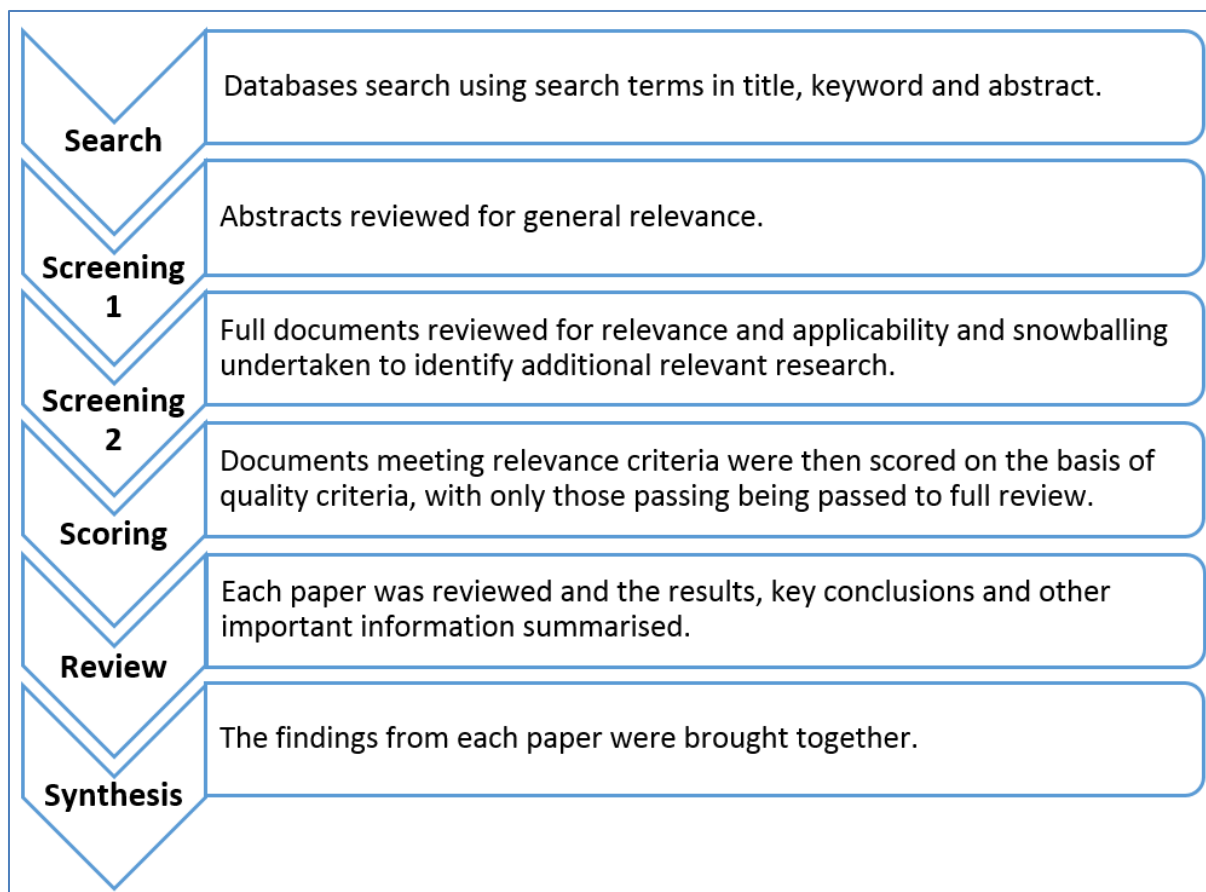 Search
Databases search using search terms in title, keyword and abstract.
Screening
1
Abstracts reviewed for general relevance.
Screening
2
Full documents reviewed for relevance and applicability and snowballing
undertaken to identify additional relevant research.
Scoring
Documents meeting relevance criteria were then scored on the basis of
quality criteria, with only those passing being passed to full review.
Review
Each paper was reviewed and the results, key conclusions and other
important information summarised.
Synthesis
The findings from each paper were brought together.